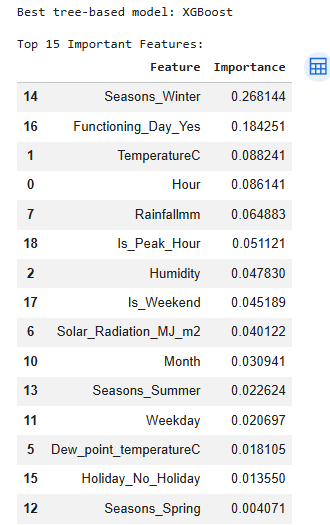 Best tree-based model: XGBoost
Top 15 Important Features:
Feature Importance
14 Seasons_Winter 0.268144
16 Functioning_Day_Yes 0.184251
1 TemperatureC 0.088241
0 Hour 0.086141
7 Rainfallmm 0.064883
18 Is_Peak_Hour 0.051121
2 Humidity 0.047830
17 Is_Weekend 0.045189
6 Solar_Radiation_MJ_m2 0.040122
10 Month 0.030941
13 Seasons_Summer 0.022624
11 Weekday 0.020697
5 Dew_point_temperatureC 0.018105
15 Holiday_No_Holiday 0.013550
12 Seasons_Spring 0.004071